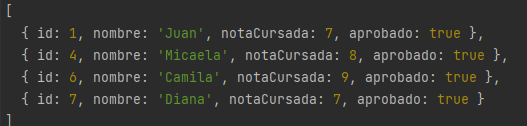 [
  { id: 1, nombre: 'Juan', notaCursada: 7, aprobado: true },
  { id: 4, nombre: 'Micaela', notaCursada: 8, aprobado: true },
  { id: 6, nombre: 'Camila', notaCursada: 9, aprobado: true },
  { id: 7, nombre: 'Diana', notaCursada: 7, aprobado: true }
]